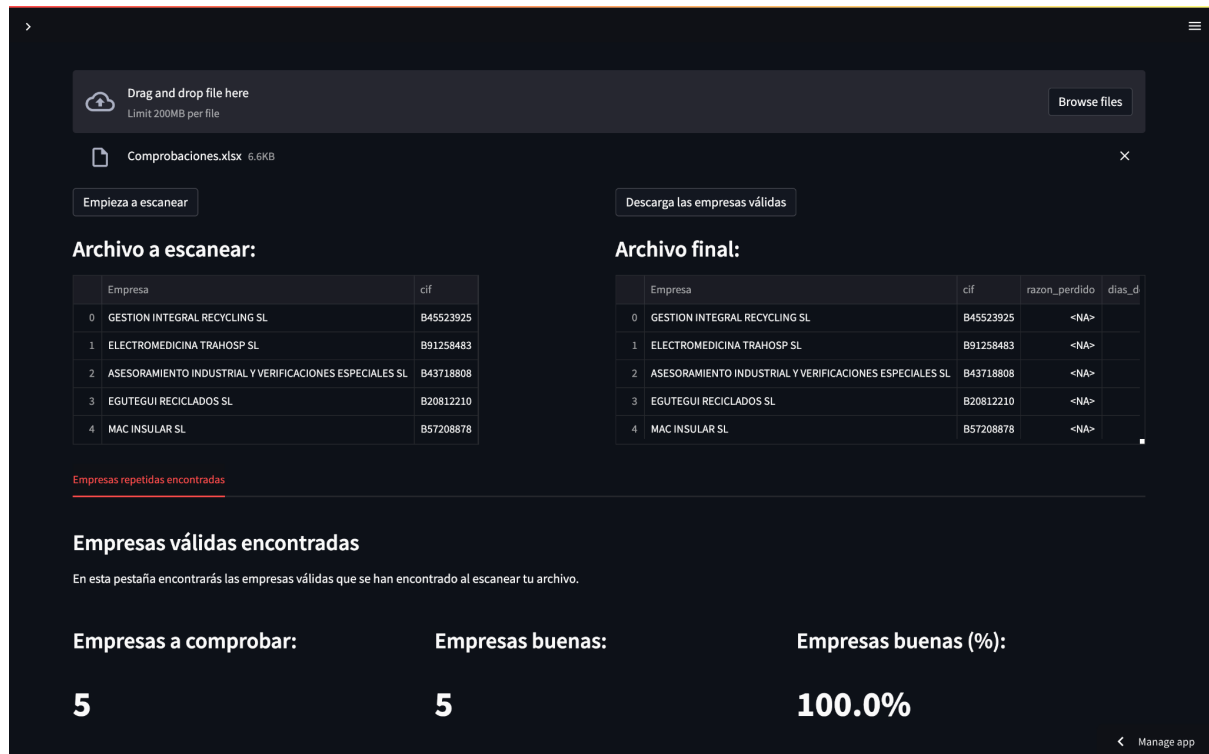 Drag and drop file here
Limit 200MB per file
Browse files
Comprobaciones.xlsx 6.6KB
Empieza a escanear
Descarga las empresas válidas
Archivo a escanear:
Empresa cif
0 GESTION INTEGRAL RECYCLING SL B45523925
1 ELECTROMEDICINA TRAHOSP SL B91258483
2 ASESORAMIENTO INDUSTRIAL Y VERIFICACIONES ESPECIALES SL B43718808
3 EGUTEGUI RECICLADOS SL B20812210
4 MAC INSULAR SL B57208878
Archivo final:
Empresa cif razon_perdido dias_d
0 GESTION INTEGRAL RECYCLING SL B45523925 <NA>
1 ELECTROMEDICINA TRAHOSP SL B91258483 <NA>
2 ASESORAMIENTO INDUSTRIAL Y VERIFICACIONES ESPECIALES SL B43718808 <NA>
3 EGUTEGUI RECICLADOS SL B20812210 <NA>
4 MAC INSULAR SL B57208878 <NA>
Empresas repetidas encontradas
Empresas válidas encontradas
En esta pestaña encontrarás las empresas válidas que se han encontrado al escanear tu archivo.
Empresas a comprobar:
5
Empresas buenas:
5
Empresas buenas (%):
100.0%
Manage app